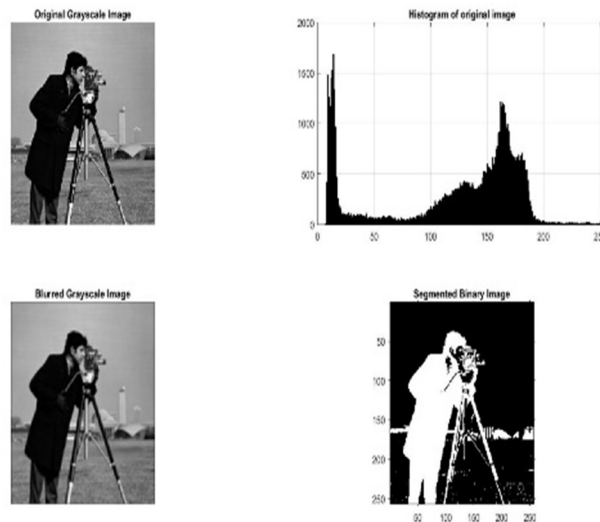 Original Grayscale Image
Histogram of original image
2000
1500
1000
500
0
0 50 100 150 200
Blurred Grayscale Image
Segmented Binary Image
50
100
150
200
250
50 100 150 200 250